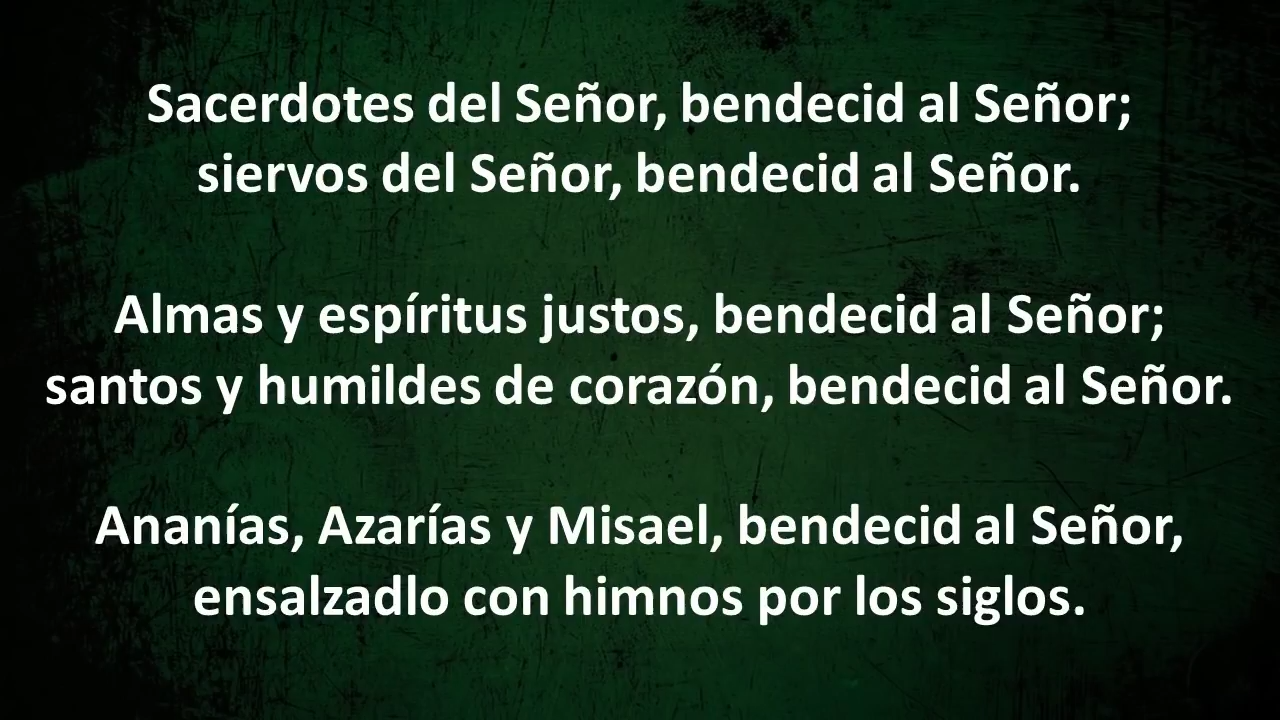 Sacerdotes del Señor, bendecid al Señor;
siervos del Señor, bendecid al Señor.
Almas y espíritus justos, bendecid al Señor;
santos y humildes de corazón, bendecid al Señor.
Ananías, Azarías y Misael, bendecid al Señor,
ensalzadlo con himnos por los siglos.